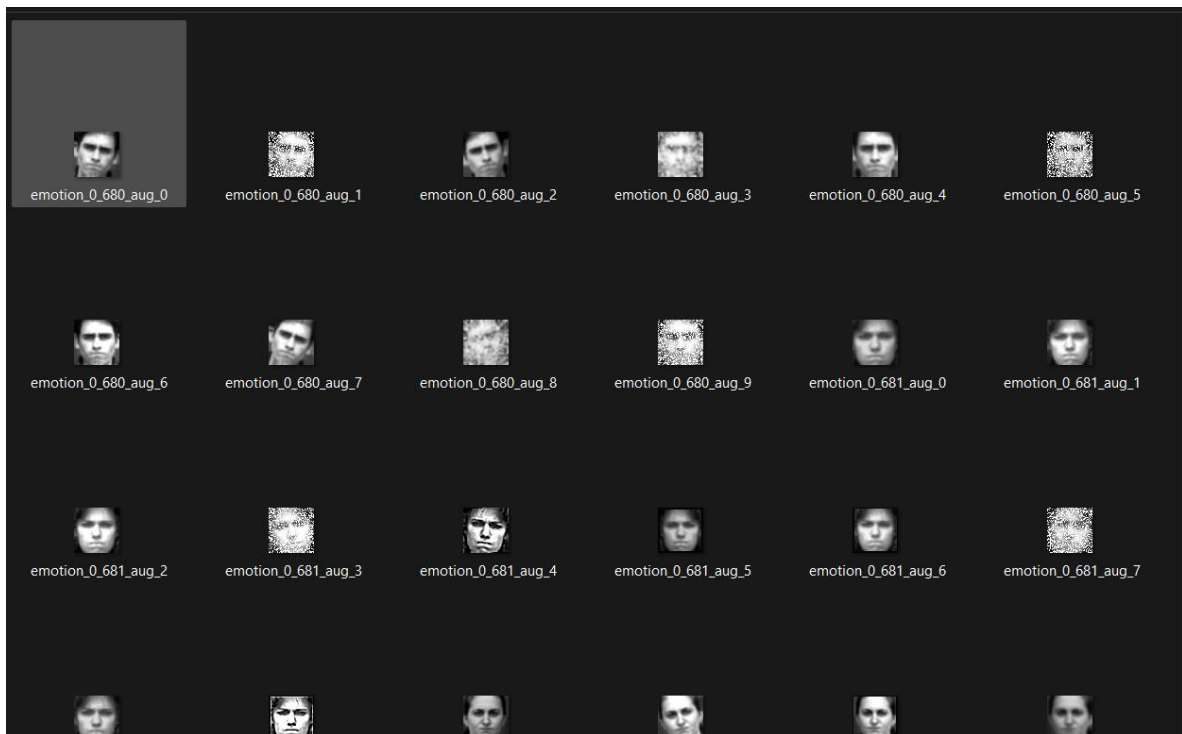 emotion_0_680_aug_0
emotion_0_680_aug_1
emotion_0_680_aug_2
emotion_0_680_aug_3
emotion_0_680_aug_4
emotion_0_680_aug_5
emotion_0_680_aug_6
emotion_0_680_aug_7
emotion_0_680_aug_8
emotion_0_680_aug_9
emotion_0_681_aug_0
emotion_0_681_aug_1
emotion_0_681_aug_2
emotion_0_681_aug_3
emotion_0_681_aug_4
emotion_0_681_aug_5
emotion_0_681_aug_6
emotion_0_681_aug_7